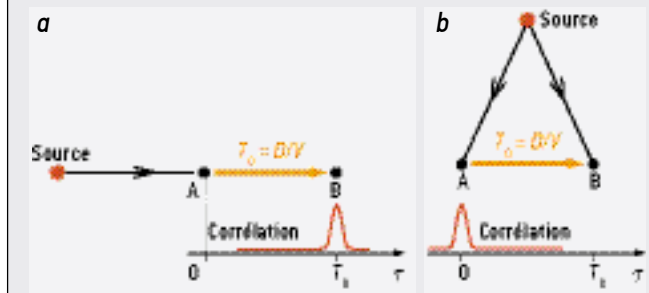 a
Source
T₀ = D/V
A
B
Corrélation
0
T₀
τ
b
Source
T₀ = D/V
A
B
Corrélation
0
T₀
τ